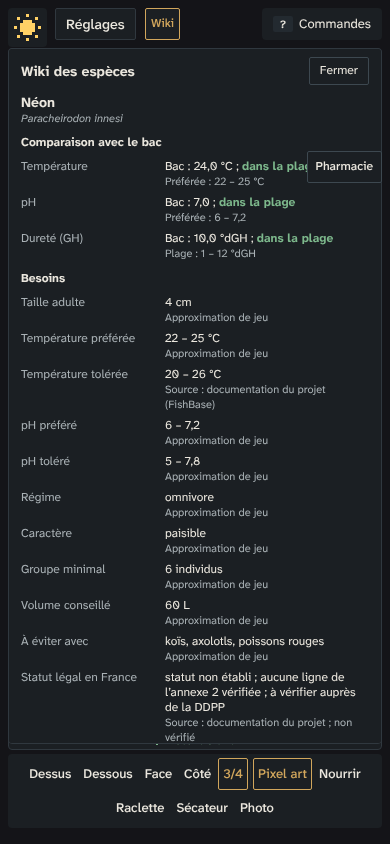 Réglages
Wiki
? Commandes
Wiki des espèces
Fermer
Néon
Paracheirodon innesi
Comparaison avec le bac
Température
Bac : 24,0 °C ; dans la
Pharmacie
Préférée : 22 – 25 °C
pH
Bac : 7,0 ; dans la plage
Préférée : 6 – 7,2
Dureté (GH)
Bac : 10,0 °dGH ; dans la plage
Plage : 1 – 12 °dGH
Besoins
Taille adulte
4 cm
Approximation de jeu
Température préférée
22 – 25 °C
Approximation de jeu
Température tolérée
20 – 26 °C
Source : documentation du projet
(FishBase)
pH préféré
6 – 7,2
Approximation de jeu
pH toléré
5 – 7,8
Approximation de jeu
Régime
omnivore
Approximation de jeu
Caractère
paisible
Approximation de jeu
Groupe minimal
6 individus
Approximation de jeu
Volume conseillé
60 L
Approximation de jeu
À éviter avec
koïs, axolotls, poissons rouges
Approximation de jeu
Statut légal en France
statut non établi ; aucune ligne de
l'annexe 2 vérifiée ; à vérifier auprès
de la DDPP
Source : documentation du projet ; non
vérifié
Dessus Dessous Face Côté 3/4 Pixel art Nourrir
Raclette Sécateur Photo